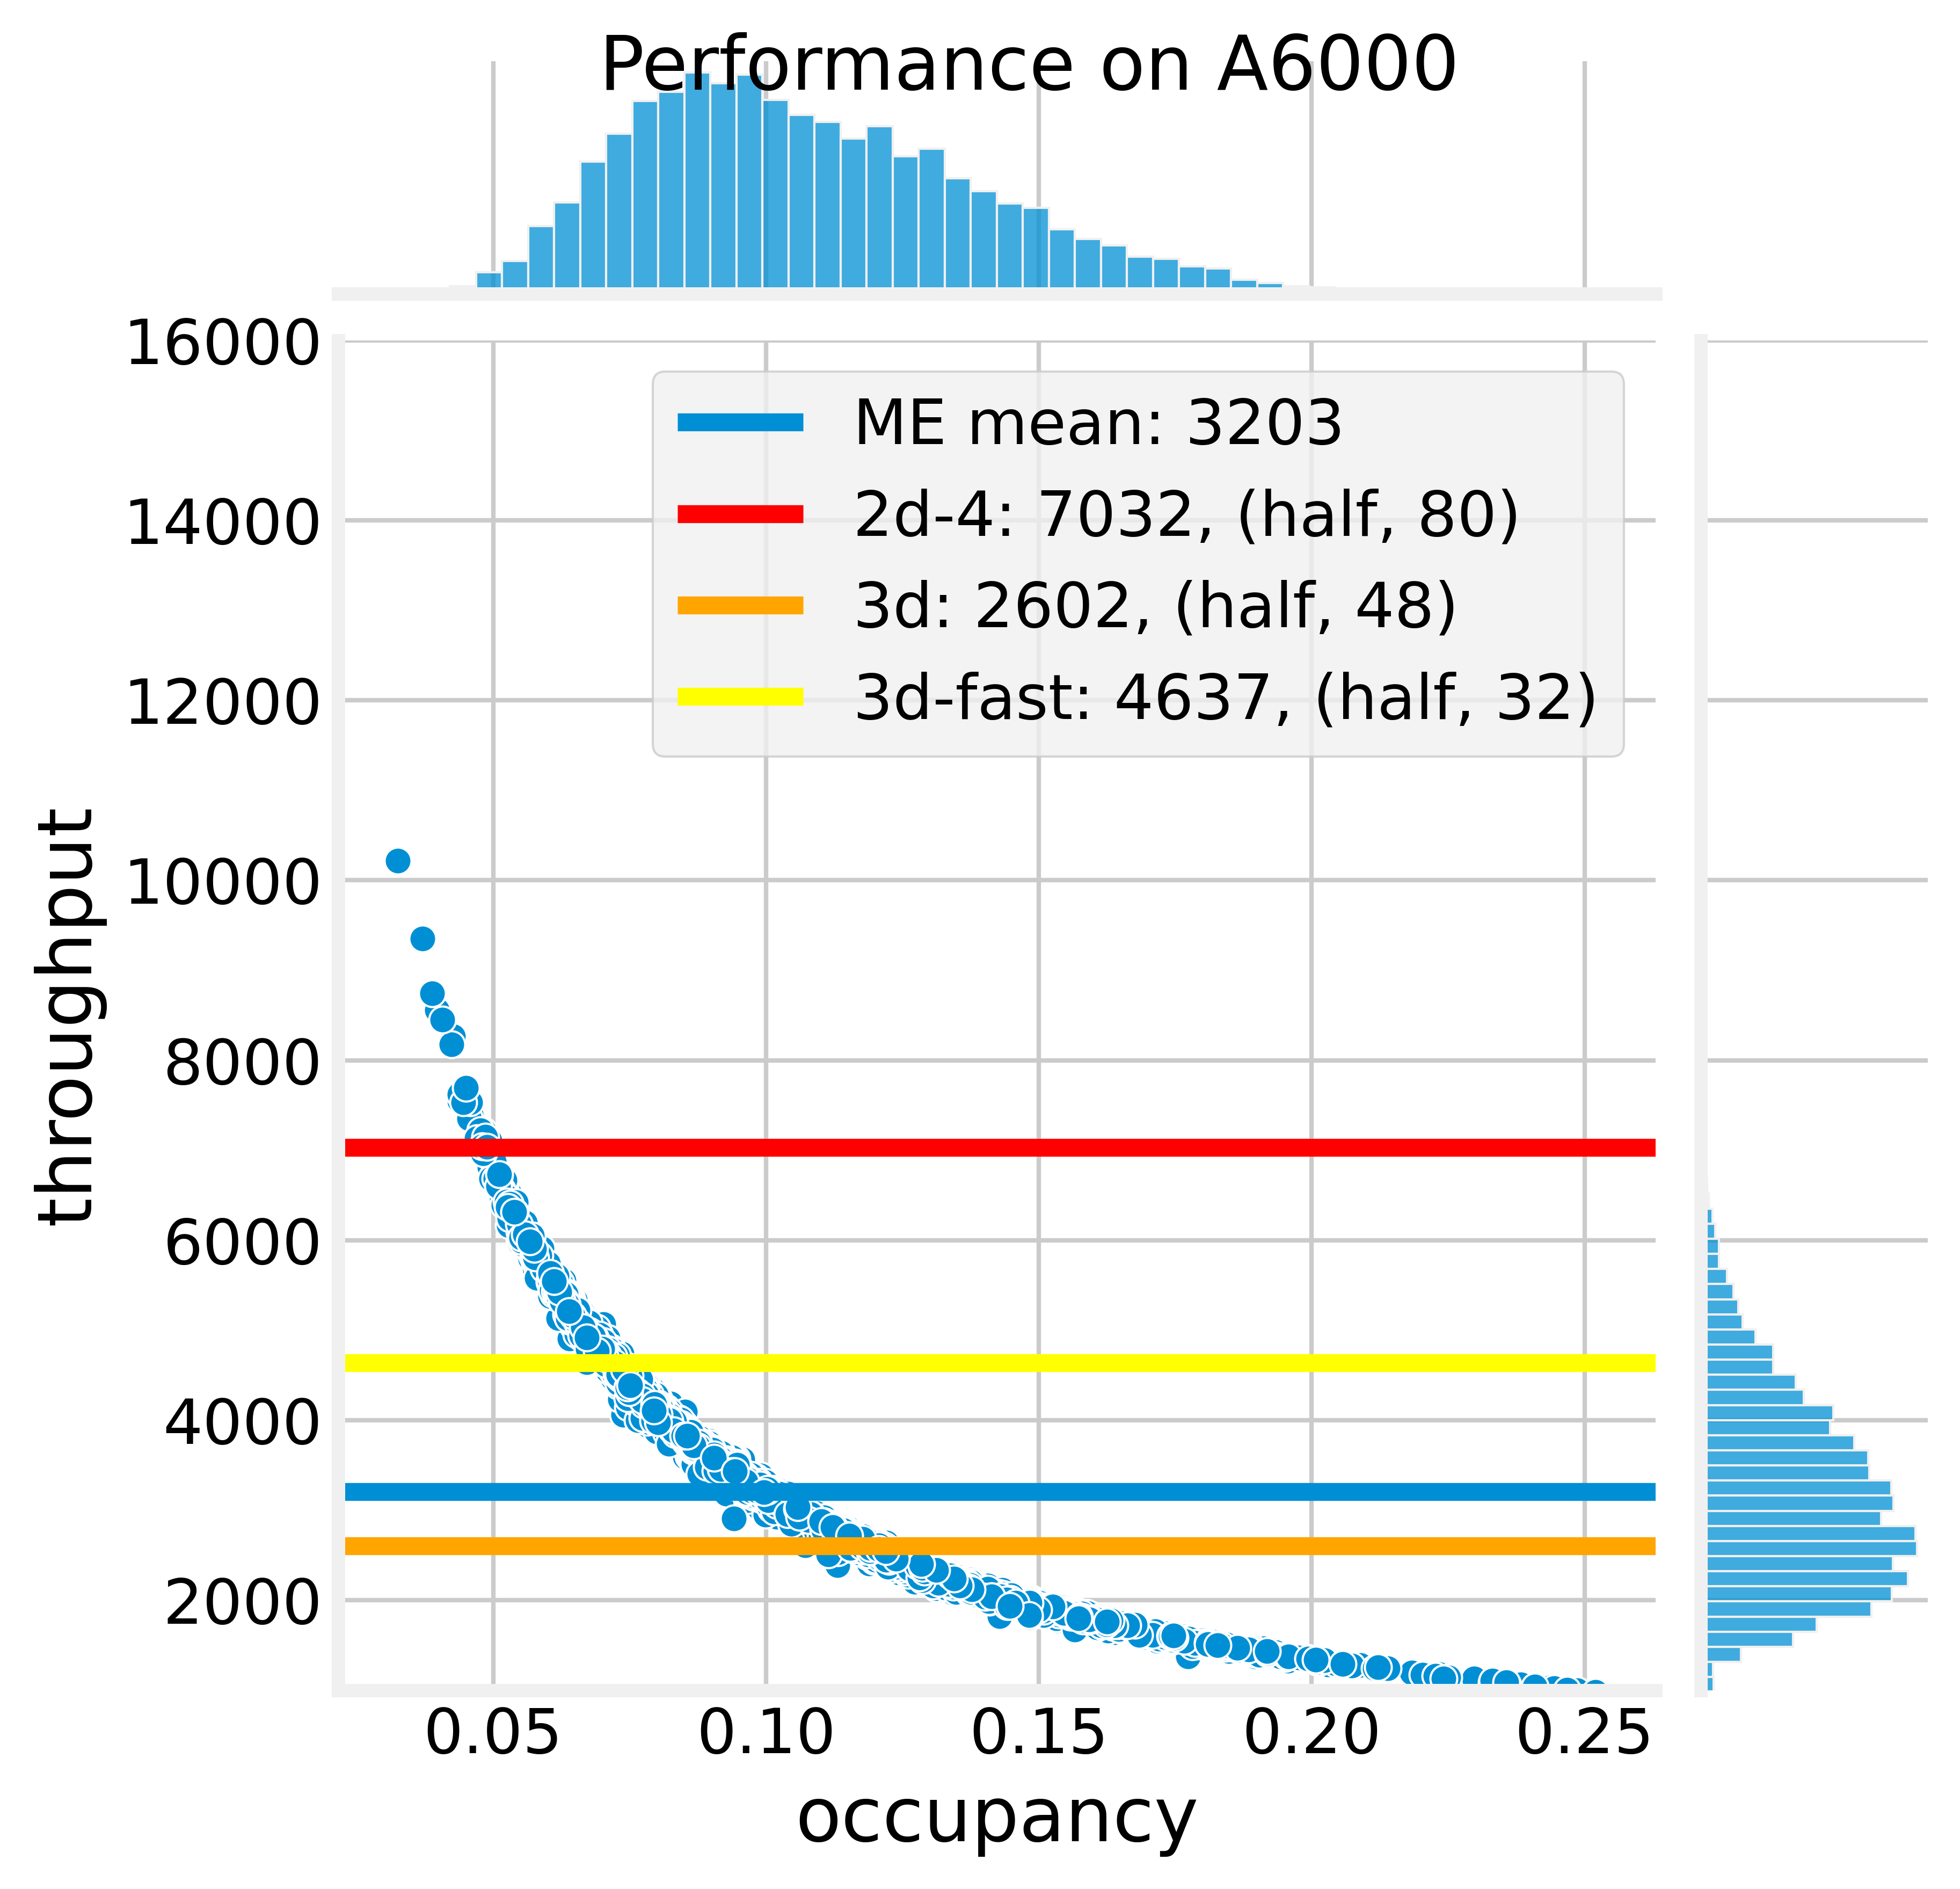 Performance on A6000
16000
14000
12000
10000
8000
6000
4000
2000
throughput
ME mean: 3203
2d-4: 7032, (half, 80)
3d: 2602, (half, 48)
3d-fast: 4637, (half, 32)
0.05 0.10 0.15 0.20 0.25
occupancy